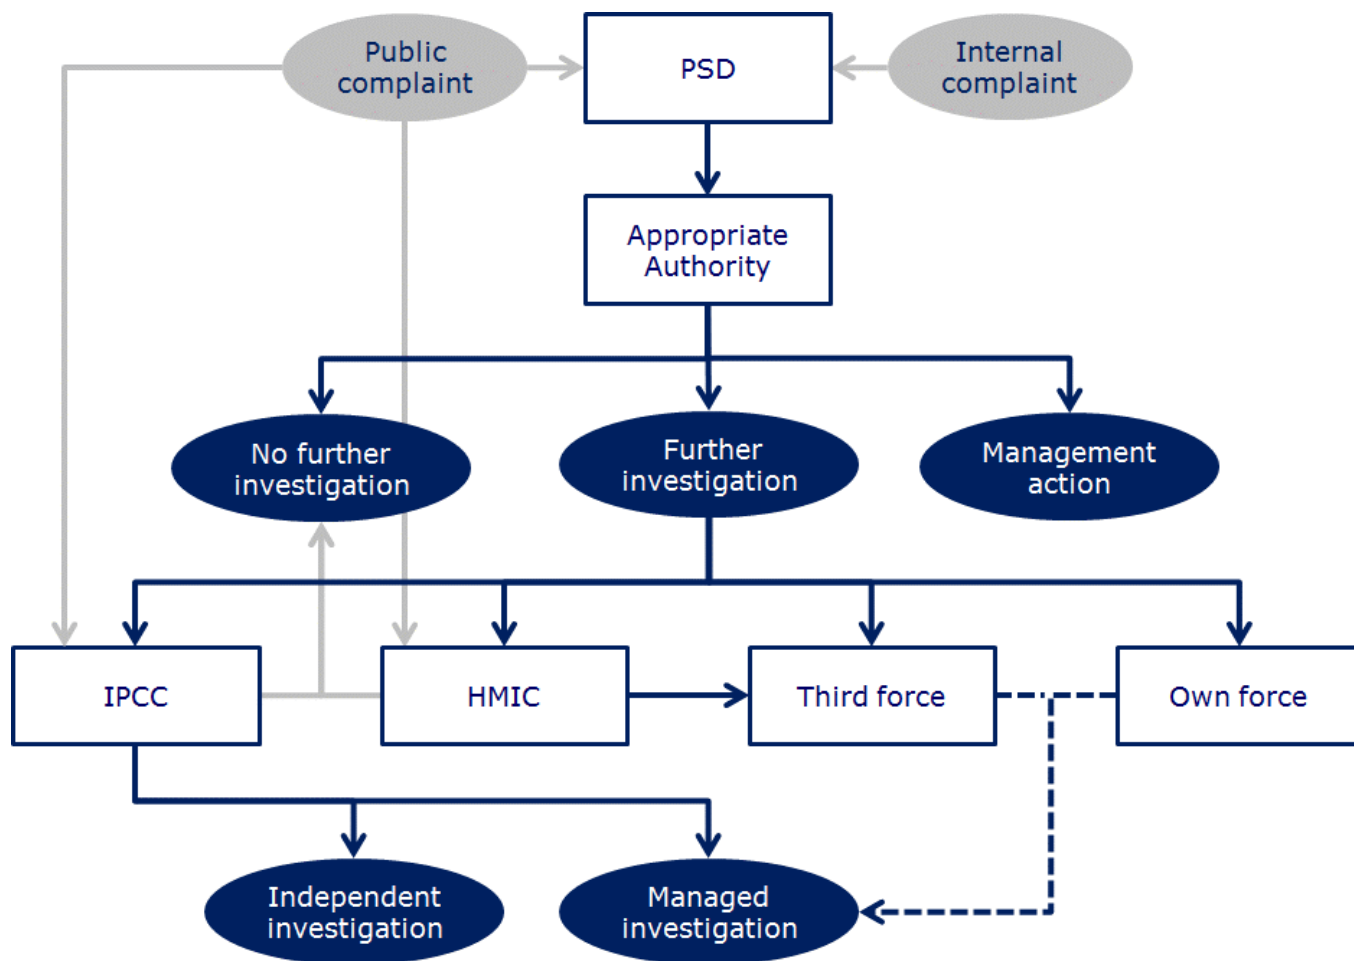 Public
complaint
PSD
Internal
complaint
Appropriate
Authority
No further
investigation
Further
investigation
Management
action
IPCC
HMIC
Third force
Own force
Independent
investigation
Managed
investigation